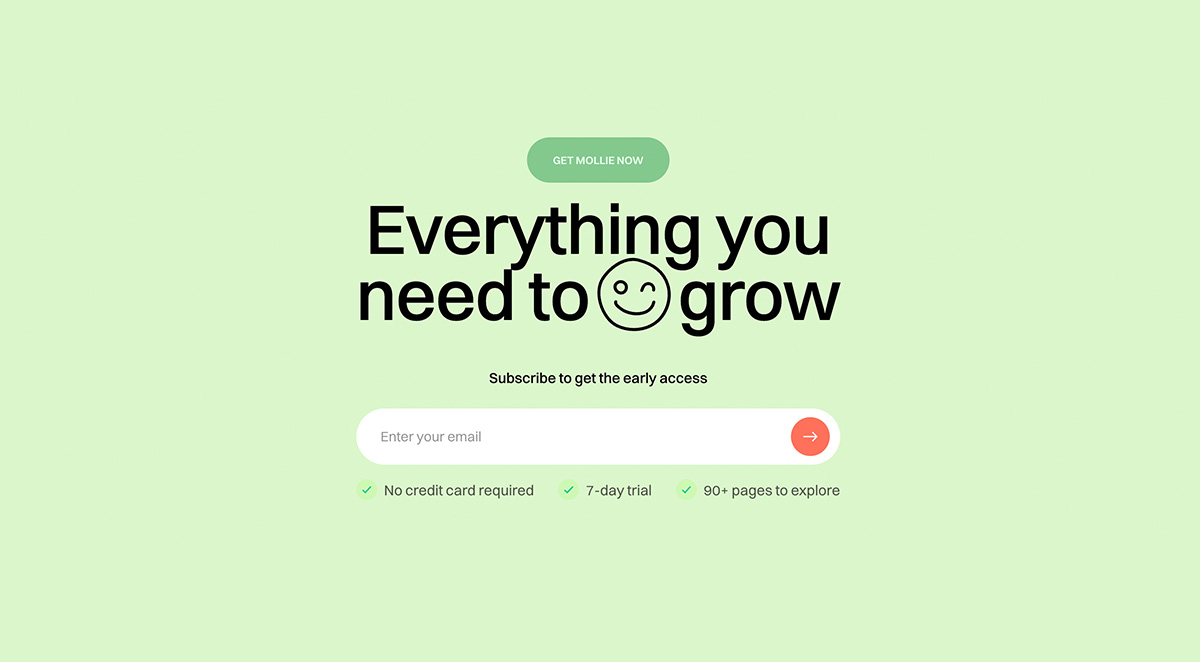 GET MOLLIE NOW
Everything you
need to grow
Subscribe to get the early access
Enter your email
No credit card required
7-day trial
90+ pages to explore